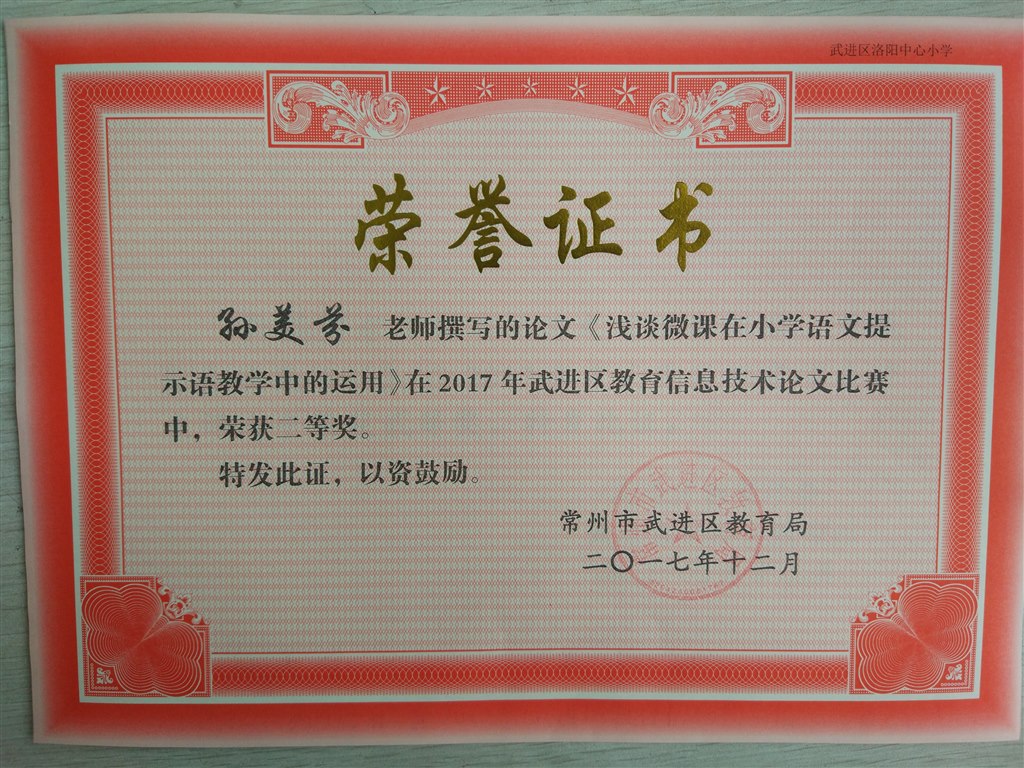 武进区洛阳中心小学
荣誉证书
孙美芬 老师撰写的论文《浅谈微课在小学语文提
示语教学中的运用》在2017年武进区教育信息技术论文比赛
中，荣获二等奖。
特发此证，以资鼓励。
常州市武进区教育局
二〇一七年十二月